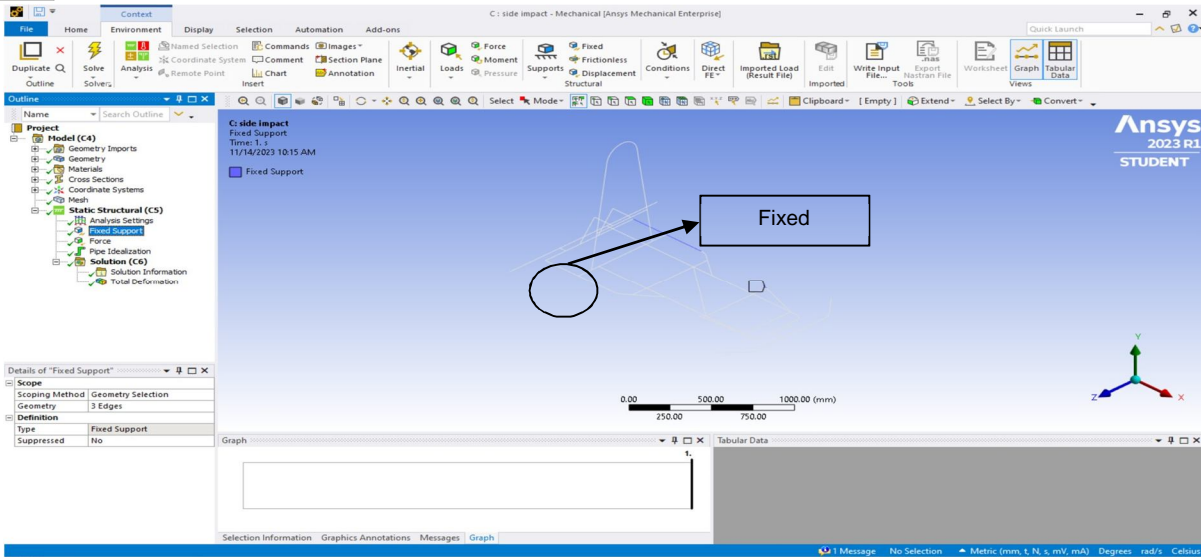 C : side impact - Mechanical [Ansys Mechanical Enterprise]
Context
File Home Environment Display Selection Automation Add-ons
Quick Launch
Duplicate Q
Outline
Solve
Solvers
Analysis
Named Selection
Coordinate System
Remote Point
Commands
Comment
Chart
Images
Section Plane
Annotation
Insert
Inertial
Loads
Force
Moment
Pressure
Supports
Fixed
Frictionless
Displacement
Structural
Conditions
Direct FE
Imported Load (Result File)
Edit
Imported
Write Input File...
.nas
Export Nastran File
Tools
Worksheet
Graph
Tabular Data
Views
Outline
Select Mode
Clipboard [ Empty ] Extend Select By Convert
Name Search Outline
Project
Model (C4)
Geometry Imports
Geometry
Materials
Cross Sections
Coordinate Systems
Mesh
Static Structural (C5)
Analysis Settings
Fixed Support
Force
Pipe Idealization
Solution (C6)
Solution Information
Total Deformation
C: side impact
Fixed Support
Time: 1. s
11/14/2023 10:15 AM
Fixed Support
Ansys
2023 R1
STUDENT
Fixed
0.00 500.00 1000.00 (mm)
250.00 750.00
Y
Z X
Details of "Fixed Support"
Scope
Scoping Method Geometry Selection
Geometry 3 Edges
Definition
Type Fixed Support
Suppressed No
Graph
1.
Tabular Data
Selection Information Graphics Annotations Messages Graph
1 Message No Selection Metric (mm, t, N, s, mV, mA) Degrees rad/s Celsius